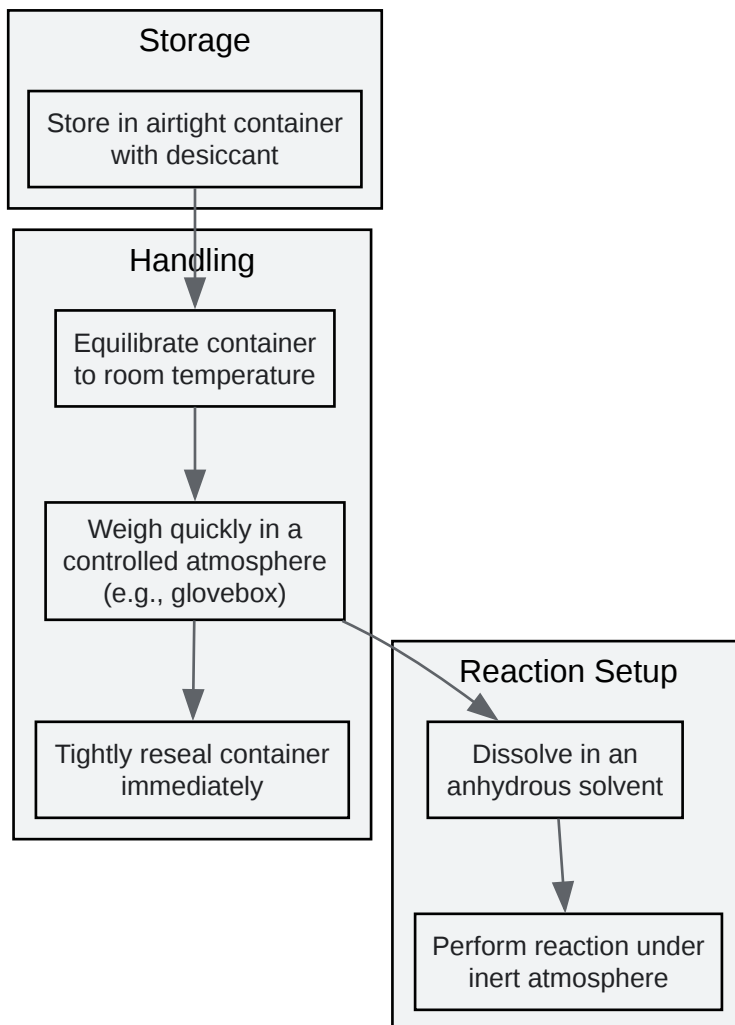 Storage
Store in airtight container
with desiccant
Handling
Equilibrate container
to room temperature
Weigh quickly in a
controlled atmosphere
(e.g., glovebox)
Tightly reseal container
immediately
Reaction Setup
Dissolve in an
anhydrous solvent
Perform reaction under
inert atmosphere